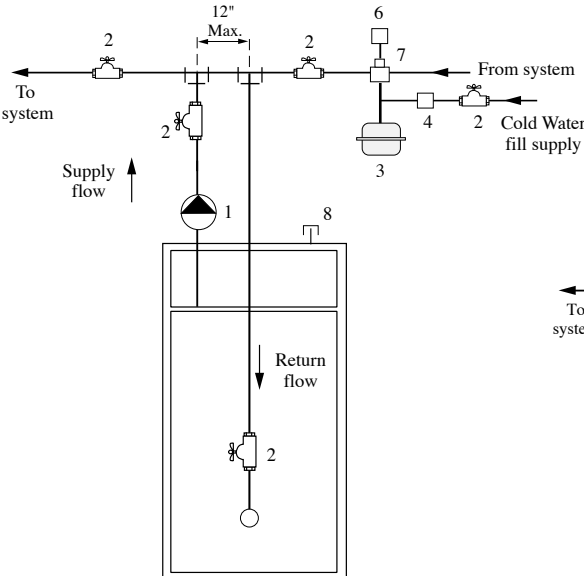 12"
Max.
6
2
2
7
From system
To
system
2
4
2
Cold Water
fill supply
3
Supply
flow
1
8
To
Return
flow
2